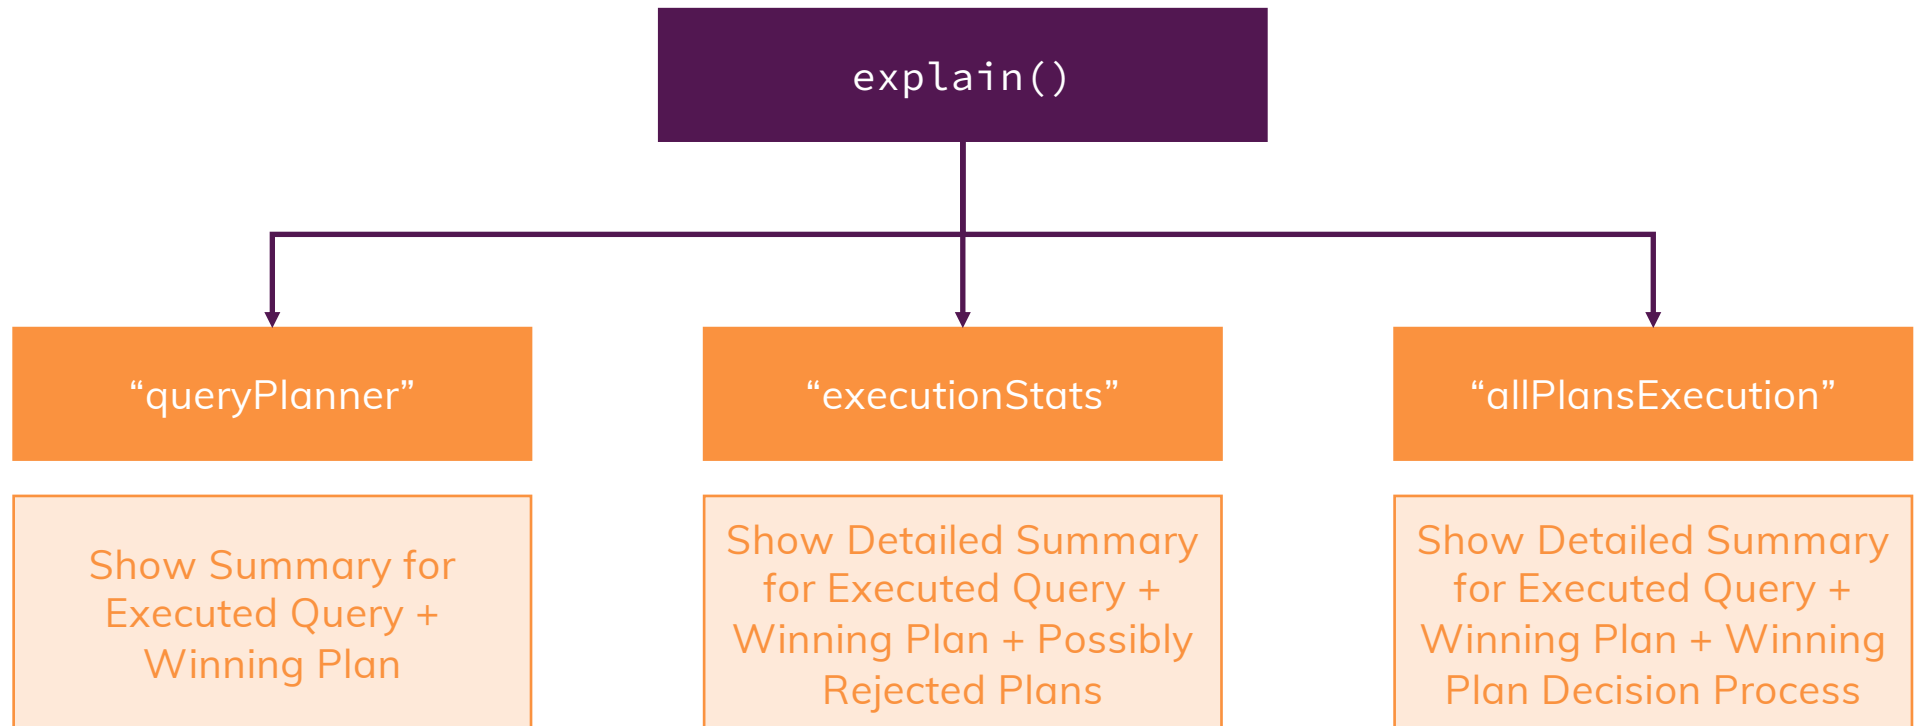 explain()
“queryPlanner”
“executionStats”
“allPlansExecution”
Show Summary for
Executed Query +
Winning Plan
Show Detailed Summary
for Executed Query +
Winning Plan + Possibly
Rejected Plans
Show Detailed Summary
for Executed Query +
Winning Plan + Winning
Plan Decision Process